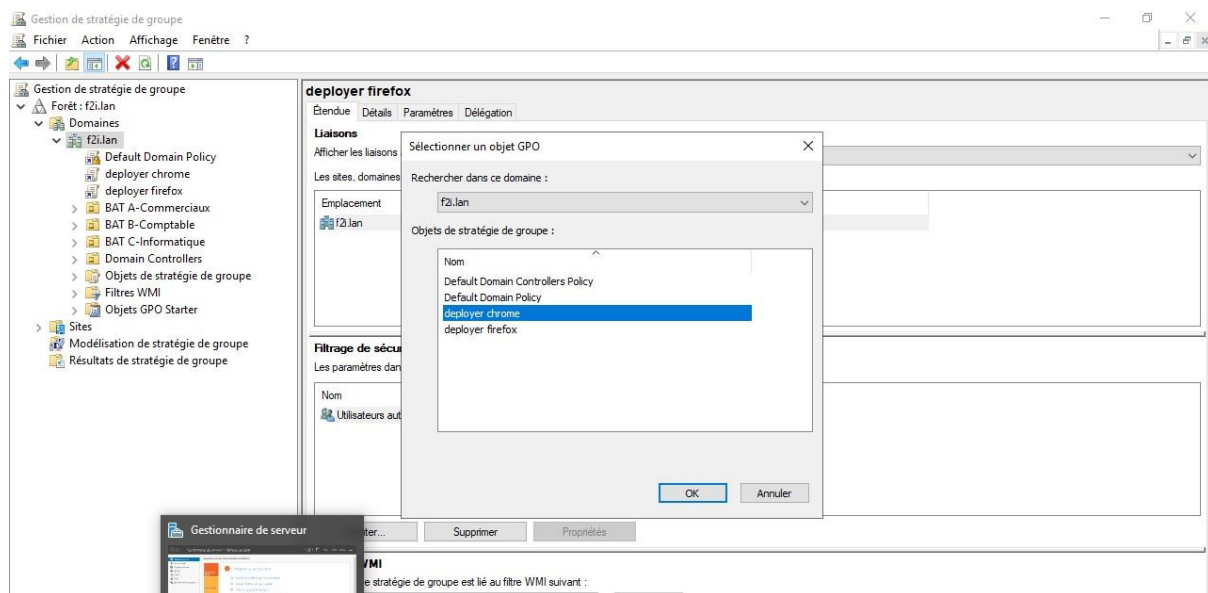 Gestion de stratégie de groupe
Fichier Action Affichage Fenêtre ?
Gestion de stratégie de groupe
Forêt : f2i.lan
Domaines
f2i.lan
Default Domain Policy
deployer chrome
deployer firefox
BAT A-Commerciaux
BAT B-Comptable
BAT C-Informatique
Domain Controllers
Objets de stratégie de groupe
Filtres WMI
Objets GPO Starter
Sites
Modélisation de stratégie de groupe
Résultats de stratégie de groupe
deployer firefox
Étendue Détails Paramètres Délégation
Liaisons
Afficher les liaisons
Les sites, domaines
Emplacement
f2i.lan
Filtrage de sécu
Les paramètres dan
Nom
Utilisateurs aut
Supprimer
Propriétés
WMI
e stratégie de groupe est lié au filtre WMI suivant :
Sélectionner un objet GPO
Rechercher dans ce domaine :
f2i.lan
Objets de stratégie de groupe :
Nom
Default Domain Controllers Policy
Default Domain Policy
deployer chrome
deployer firefox
OK
Annuler
Gestionnaire de serveur